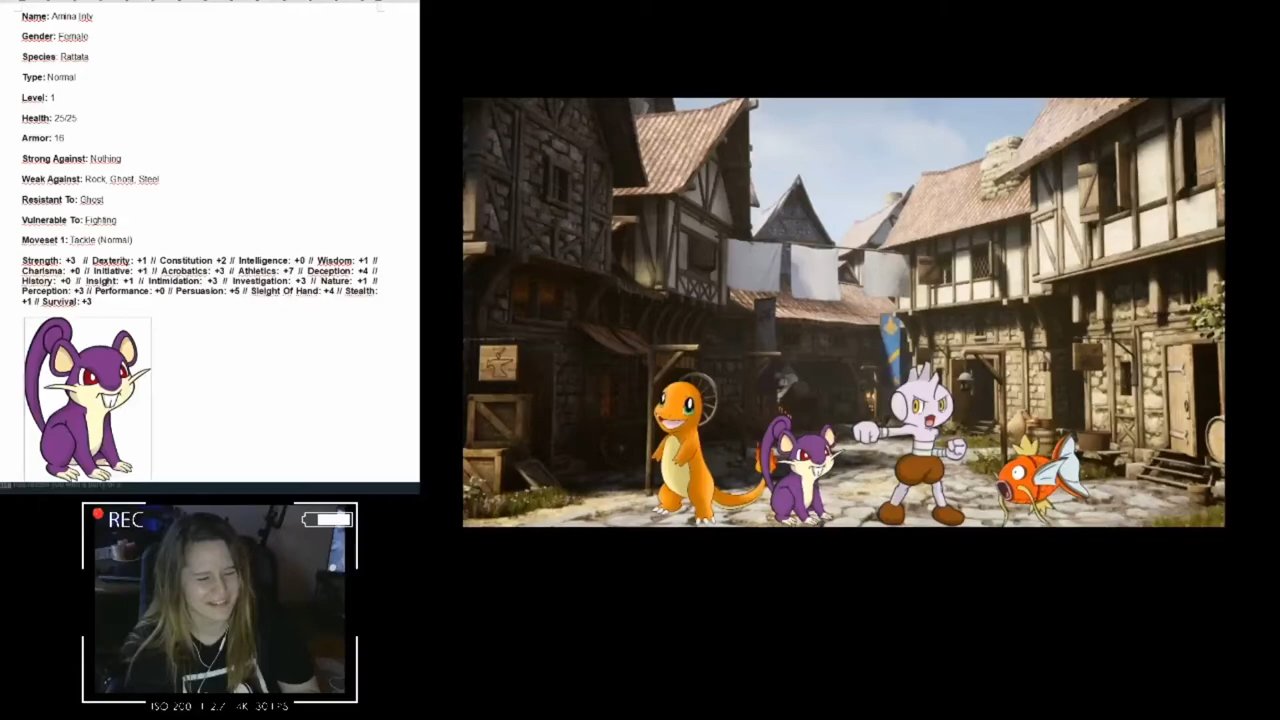 Name: Amina Inty
Gender: Female
Species: Rattata
Type: Normal
Level: 1
Health: 25/25
Armor: 16
Strong Against: Nothing
Weak Against: Rock, Ghost, Steel
Resistant To: Ghost
Vulnerable To: Fighting
Moveset 1: Tackle (Normal)
Strength: +3 // Dexterity: +1 // Constitution +2 // Intelligence: +0 // Wisdom: +1 //
Charisma: +0 // Initiative: +1 // Acrobatics: +3 // Athletics: +7 // Deception: +4 //
History: +0 // Insight: +1 // Intimidation: +3 // Investigation: +3 // Nature: +1 //
Perception: +3 // Performance: +0 // Persuasion: +5 // Sleight Of Hand: +4 // Stealth:
+1 // Survival: +3
REC
ISO 200 4K 30FPS